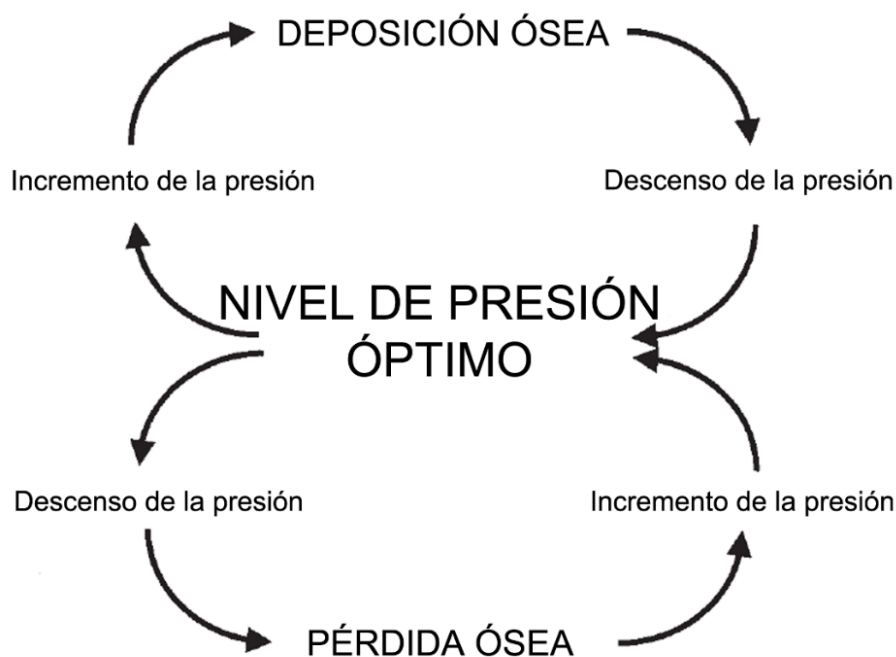 DEPOSICIÓN ÓSEA
Incremento de la presión
Descenso de la presión
NIVEL DE PRESIÓN
ÓPTIMO
Descenso de la presión
Incremento de la presión
PÉRDIDA ÓSEA